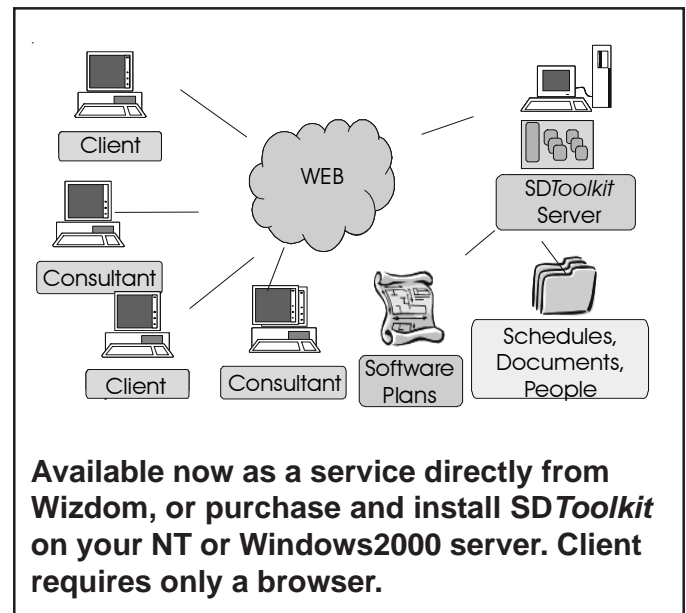 Client
WEB
SDToolkit
Server
Consultant
Client
Consultant
Software
Plans
Schedules,
Documents,
People
Available now as a service directly from
Wizdom, or purchase and install SDToolkit
on your NT or Windows2000 server. Client
requires only a browser.